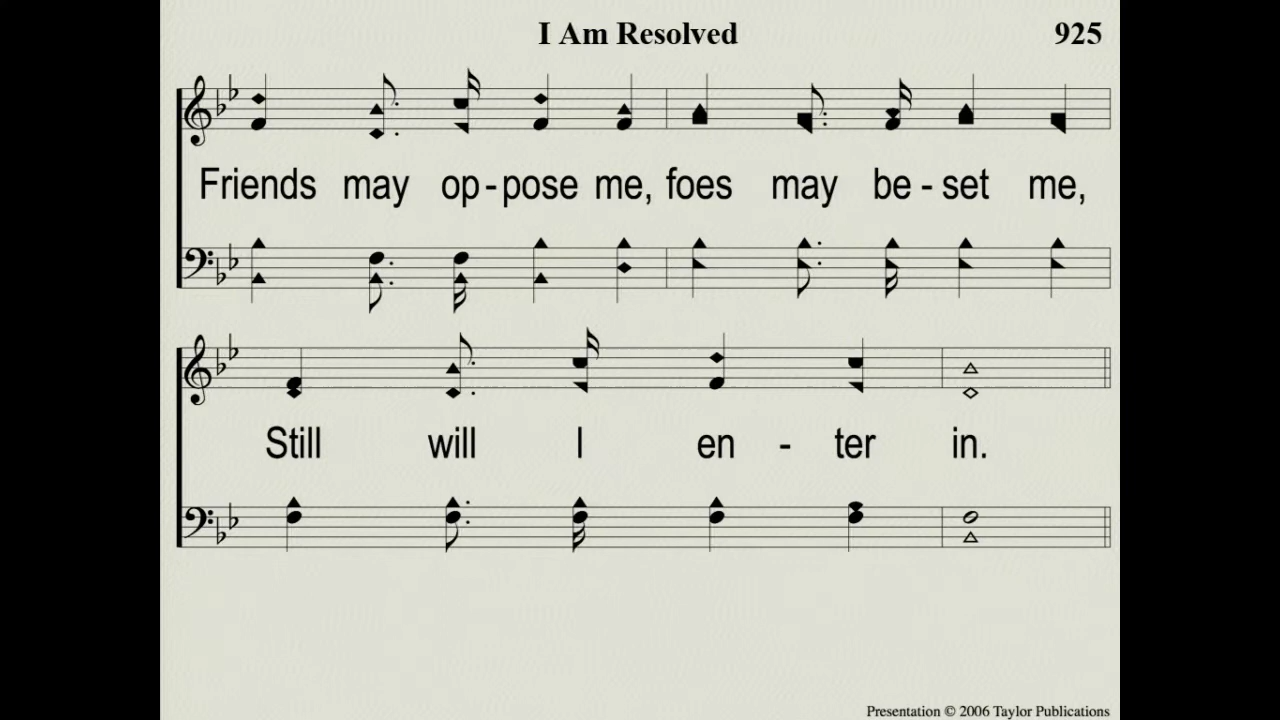 I Am Resolved 925
Friends may op - pose me, foes may be - set me,
Still will I en - ter in.
Presentation © 2006 Taylor Publications